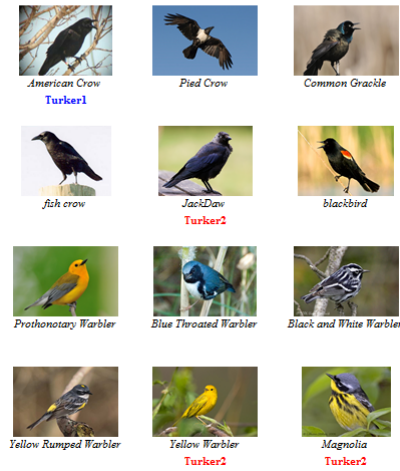 American Crow
Pied Crow
Common Grackle
Turker1
fish crow
JackDaw
blackbird
Turker2
Prothonotary Warbler
Blue Throated Warbler
Black and White Warbler
Yellow Rumped Warbler
Yellow Warbler
Magnolia
Turker2
Turker2